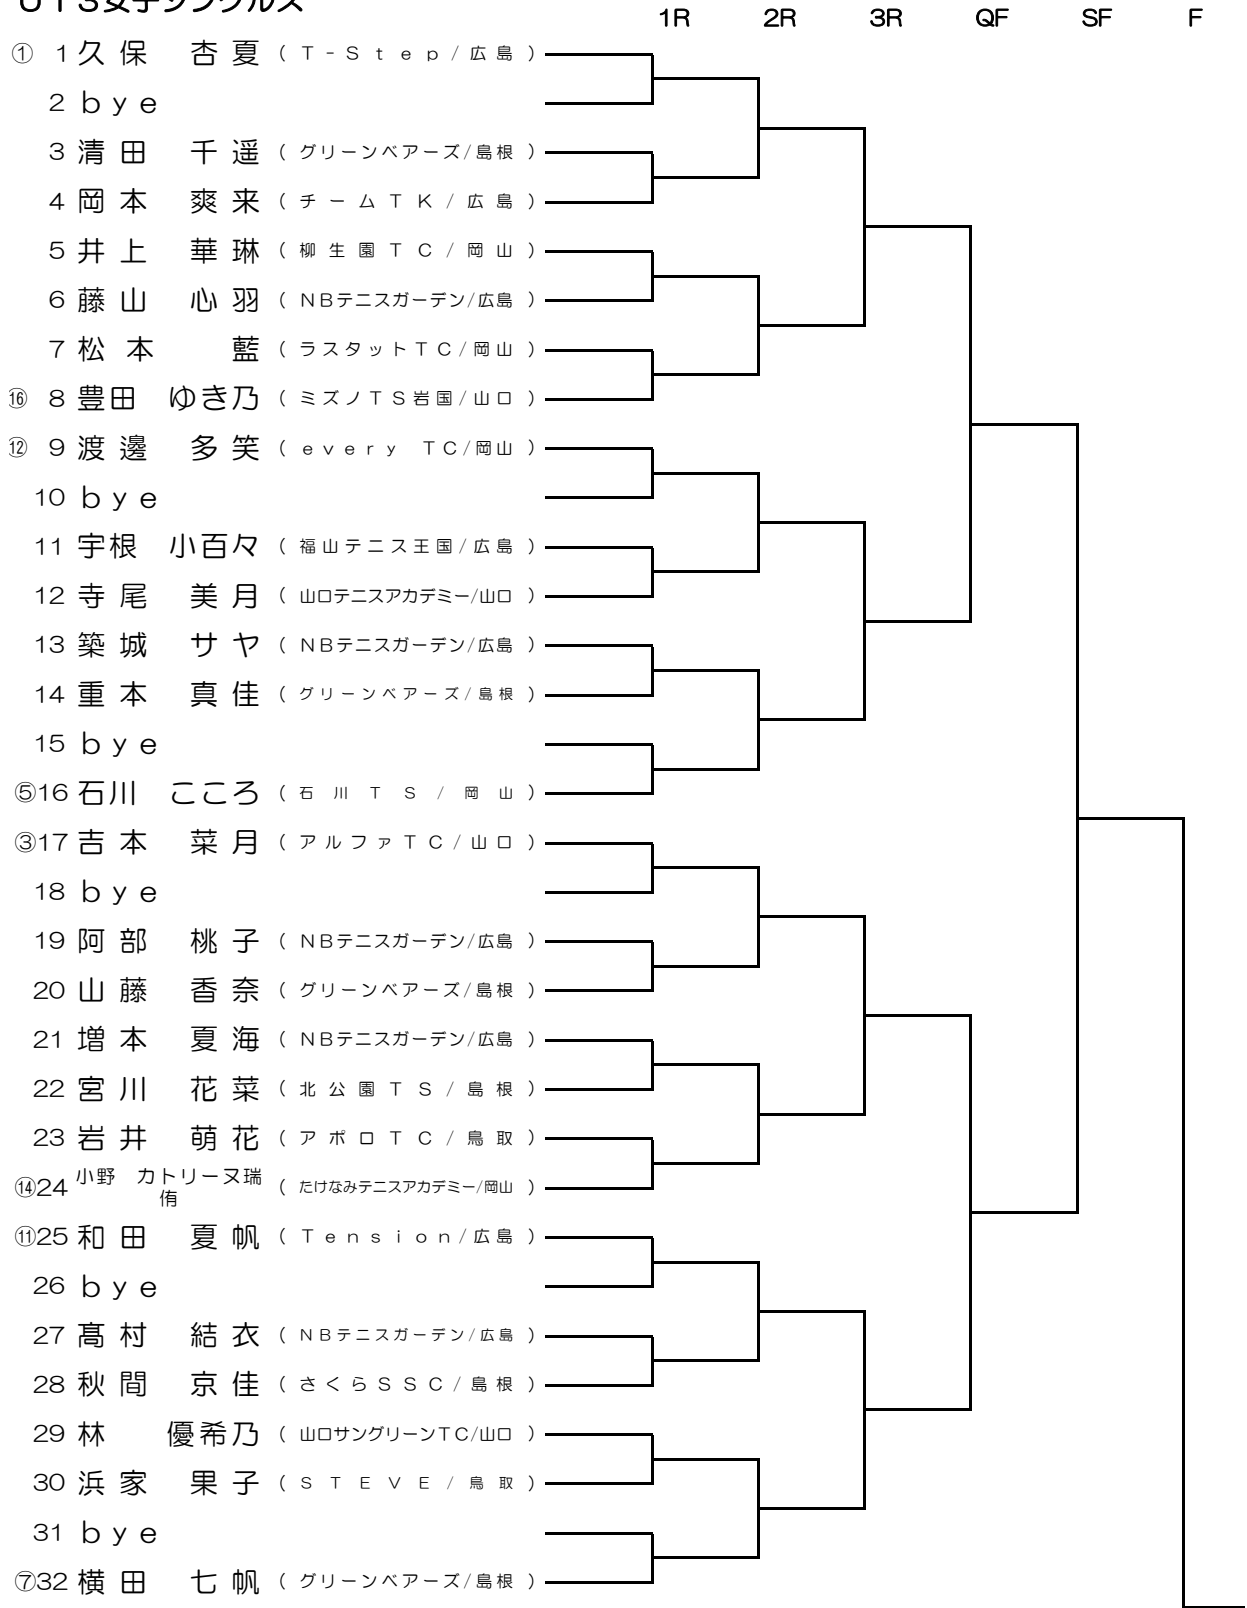 U13女子シングルス
1R 2R 3R QF SF F
① 1 久保 杏夏 ( T-Step/広島 )
2 bye
3 清田 千遥 ( グリーンベアーズ/島根 )
4 岡本 爽来 ( チームTK/広島 )
5 井上 華琳 ( 柳生園TC/岡山 )
6 藤山 心羽 ( NBテニスガーデン/広島 )
7 松本 藍 ( ラスタットTC/岡山 )
⑯ 8 豊田 ゆき乃 ( ミズノTS岩国/山口 )
⑫ 9 渡邊 多笑 ( every TC/岡山 )
10 bye
11 宇根 小百々 ( 福山テニス王国/広島 )
12 寺尾 美月 ( 山口テニスアカデミー/山口 )
13 築城 サヤ ( NBテニスガーデン/広島 )
14 重本 真佳 ( グリーンベアーズ/島根 )
15 bye
⑤16 石川 こころ ( 石川TS/岡山 )
③17 吉本 菜月 ( アルファTC/山口 )
18 bye
19 阿部 桃子 ( NBテニスガーデン/広島 )
20 山藤 香奈 ( グリーンベアーズ/島根 )
21 増本 夏海 ( NBテニスガーデン/広島 )
22 宮川 花菜 ( 北公園TS/島根 )
23 岩井 萌花 ( アポロTC/鳥取 )
⑭24 小野 カトリーヌ瑞侑 ( たけなみテニスアカデミー/岡山 )
⑪25 和田 夏帆 ( Tension/広島 )
26 bye
27 髙村 結衣 ( NBテニスガーデン/広島 )
28 秋間 京佳 ( さくらSSC/島根 )
29 林 優希乃 ( 山口サングリーンTC/山口 )
30 浜家 果子 ( STEVE/鳥取 )
31 bye
⑦32 横田 七帆 ( グリーンベアーズ/島根 )